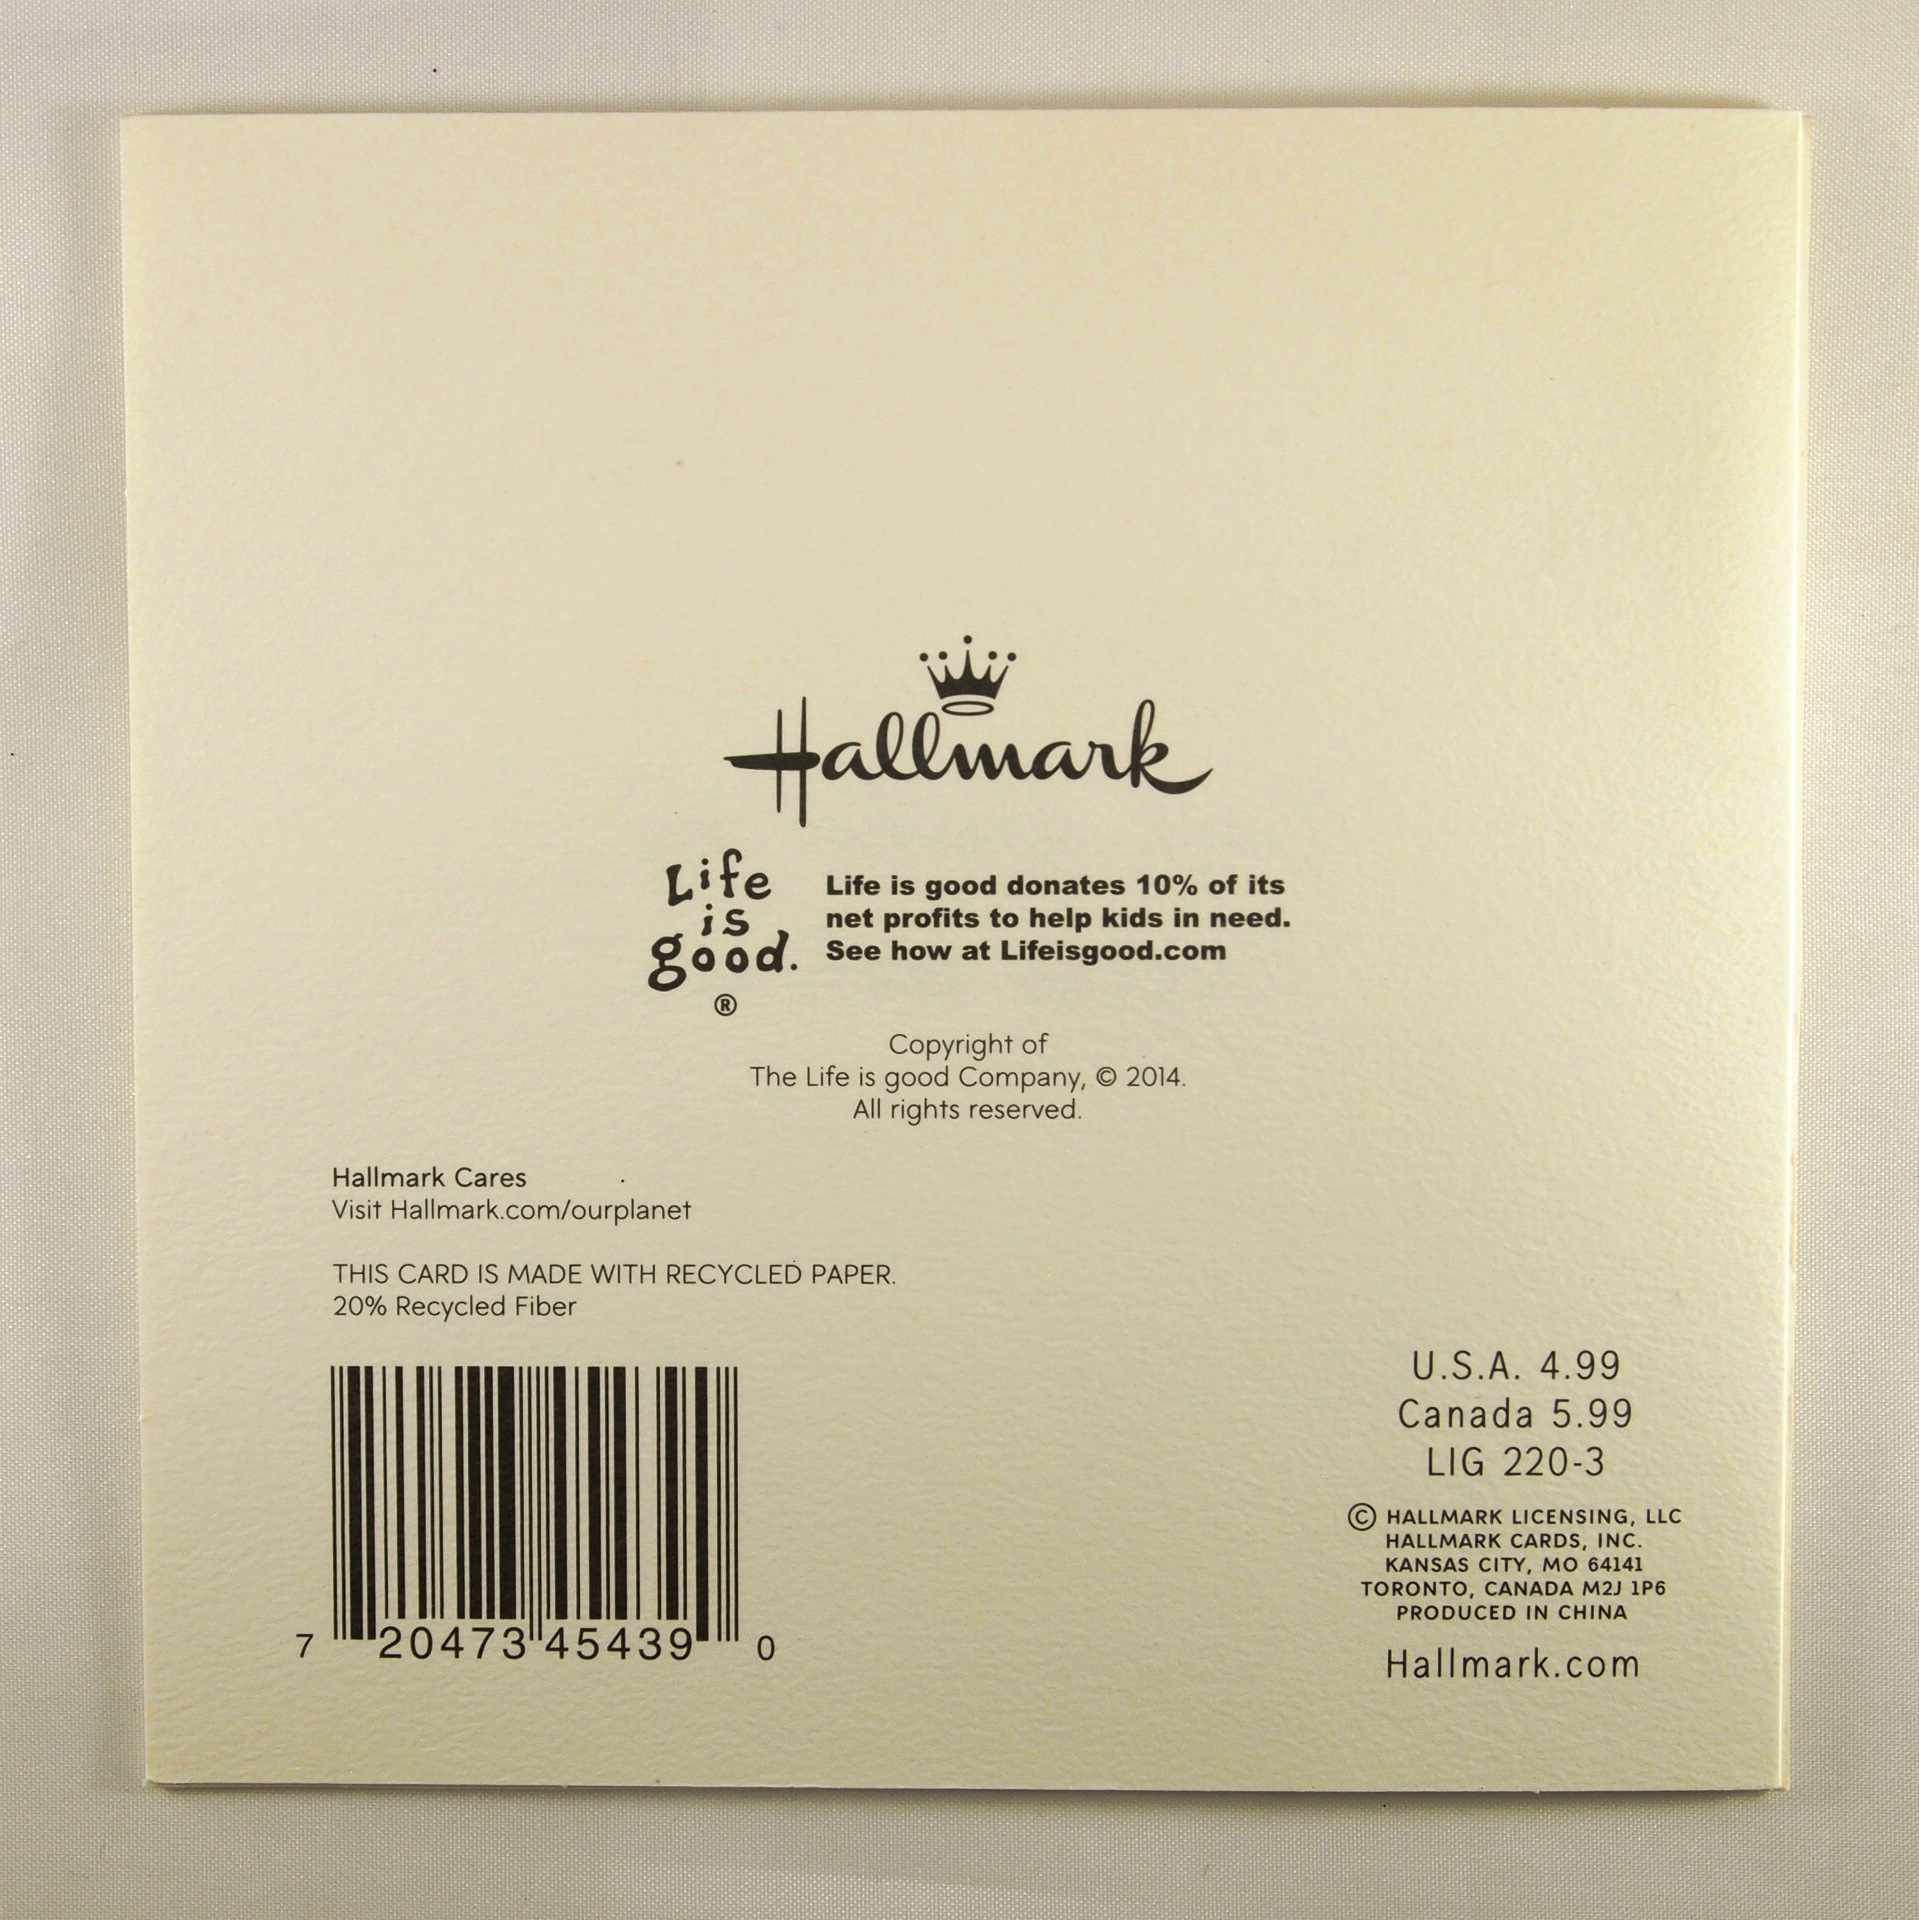 Hallmark
Life
is
good.
®
Life is good donates 10% of its
net profits to help kids in need.
See how at Lifeisgood.com
Copyright of
The Life is good Company, © 2014.
All rights reserved.
Hallmark Cares
Visit Hallmark.com/ourplanet
THIS CARD IS MADE WITH RECYCLED PAPER.
20% Recycled Fiber
7 20473 45439 0
U.S.A. 4.99
Canada 5.99
LIG 220-3
© HALLMARK LICENSING, LLC
HALLMARK CARDS, INC.
KANSAS CITY, MO 64141
TORONTO, CANADA M2J 1P6
PRODUCED IN CHINA
Hallmark.com